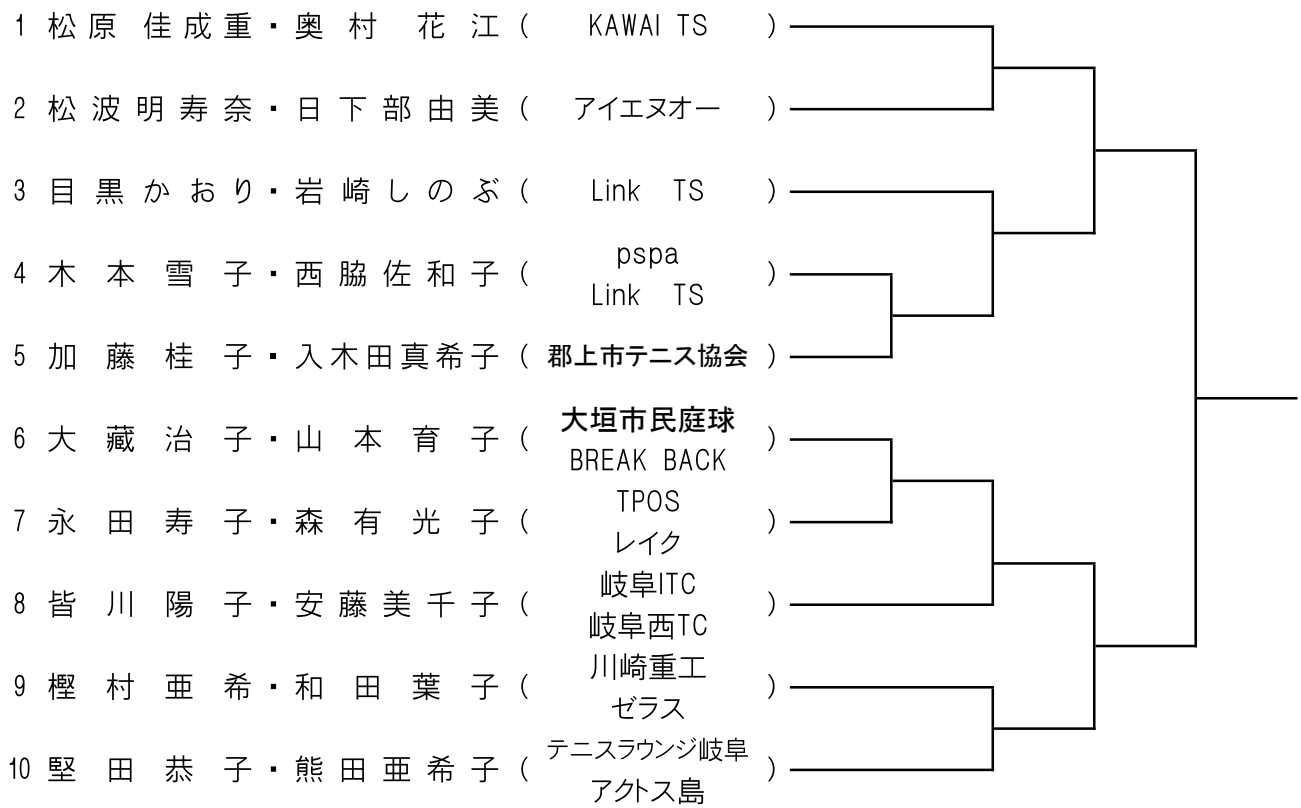 1 松原 佳成重・奥村 花江 ( KAWAI TS )
2 松波明寿奈・日下部由美 ( アイエヌオー )
3 目黒かおり・岩崎しのぶ ( Link TS )
pspa
4 木本雪子・西脇佐和子 ( )
Link TS
5 加藤桂子・入木田真希子 ( 郡上市テニス協会 )
大垣市民庭球
6 大藏治子・山本育子 ( )
BREAK BACK
TPOS
7 永田寿子・森有光子 ( )
レイク
岐阜ITC
8 皆川陽子・安藤美千子 ( )
岐阜西TC
川崎重工
9 樫村亜希・和田葉子 ( )
ゼラス
テニスラウンジ岐阜
10 堅田恭子・熊田亜希子 ( )
アクトス島